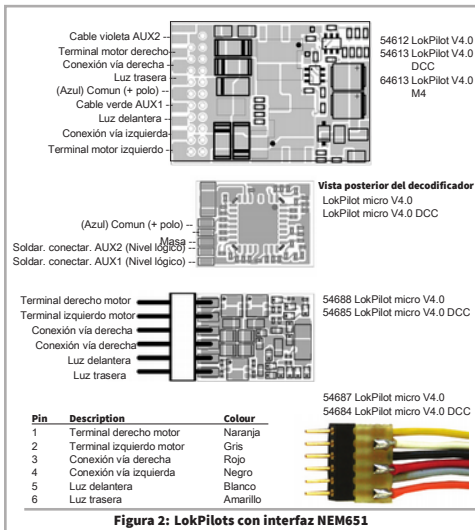 Cable violeta AUX2
Terminal motor derecho
Conexión vía derecha
Luz trasera
(Azul) Comun (+ polo)
Cable verde AUX1
Luz delantera
Conexión vía izquierda
Terminal motor izquierdo
54612 LokPilot V4.0
54613 LokPilot V4.0
DCC
64613 LokPilot V4.0
M4
Vista posterior del decodificador
LokPilot micro V4.0
LokPilot micro V4.0 DCC
(Azul) Comun (+ polo)
Masa
Soldar. conectar. AUX2 (Nivel lógico)
Soldar. conectar. AUX1 (Nivel lógico)
Terminal derecho motor
Terminal izquierdo motor
Conexión vía derecha
Conexión vía derecha
Luz delantera
Luz trasera
54688 LokPilot micro V4.0
54685 LokPilot micro V4.0 DCC
54687 LokPilot micro V4.0
54684 LokPilot micro V4.0 DCC
Pin Description Colour
1 Terminal derecho motor Naranja
2 Terminal izquierdo motor Gris
3 Conexión vía derecha Rojo
4 Conexión vía izquierda Negro
5 Luz delantera Blanco
6 Luz trasera Amarillo
Figura 2: LokPilots con interfaz NEM651